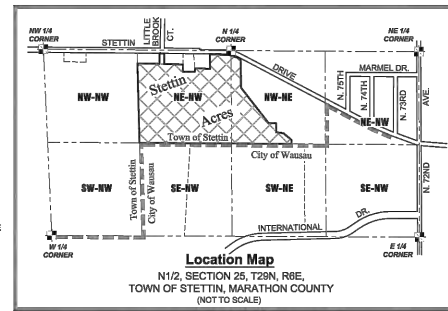 NW 1/4
CORNER
STETTIN
LITTLE
BROOK
CT.
N 1/4
CORNER
NE 1/4
CORNER
DRIVE
MARMEL DR.
N. 75TH
N. 74TH
N. 73RD
AVE.
NW-NW
Stettin
NE-NW
NW-NE
NE-NW
Acres
Town of Stettin
City of Wausau
N. 72ND
SW-NW
Town of Stettin
City of Wausau
SE-NW
SW-NE
SE-NW
INTERNATIONAL
DR.
W 1/4
CORNER
E 1/4
CORNER
Location Map
N1/2, SECTION 25, T29N, R6E,
TOWN OF STETTIN, MARATHON COUNTY
(NOT TO SCALE)